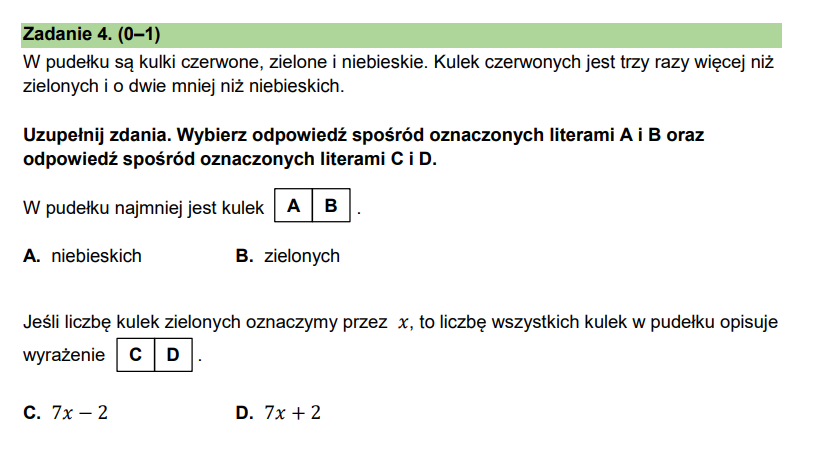 Zadanie 4. (0–1)
W pudełku są kulki czerwone, zielone i niebieskie. Kulek czerwonych jest trzy razy więcej niż
zielonych i o dwie mniej niż niebieskich.
Uzupełnij zdania. Wybierz odpowiedź spośród oznaczonych literami A i B oraz
odpowiedź spośród oznaczonych literami C i D.
W pudełku najmniej jest kulek A B .
A. niebieskich B. zielonych
Jeśli liczbę kulek zielonych oznaczymy przez x, to liczbę wszystkich kulek w pudełku opisuje
wyrażenie C D .
C. 7x − 2 D. 7x + 2